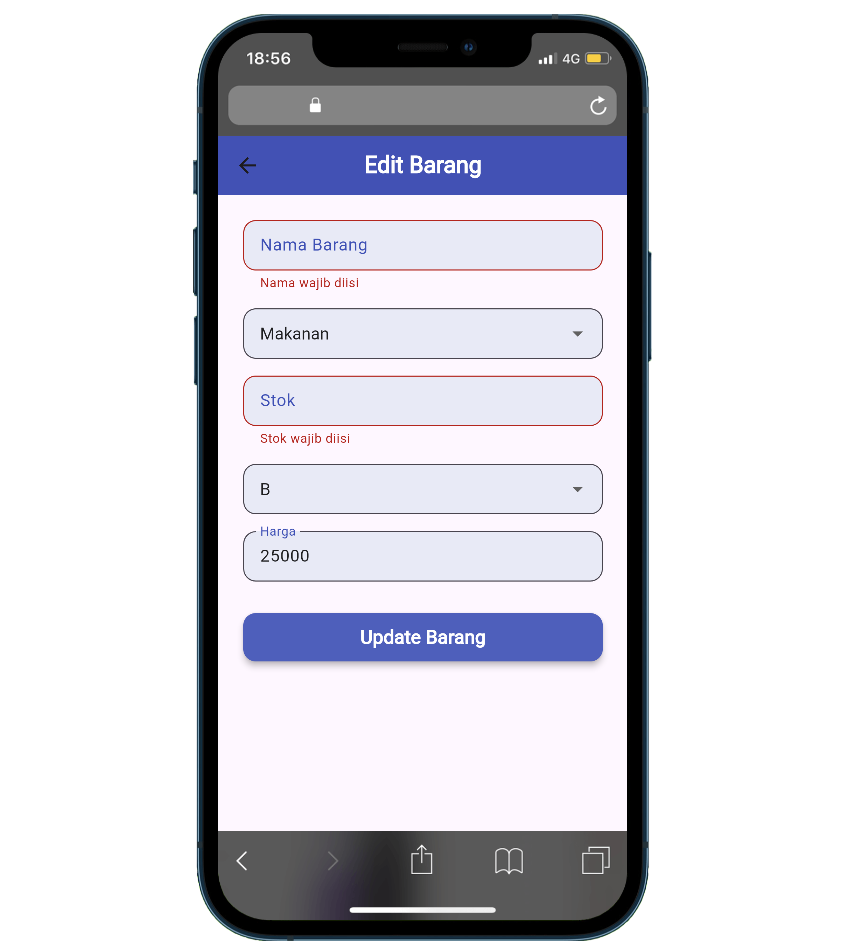 18:56
4G
Edit Barang
Nama Barang
Nama wajib diisi
Makanan
Stok
Stok wajib diisi
B
Harga
25000
Update Barang